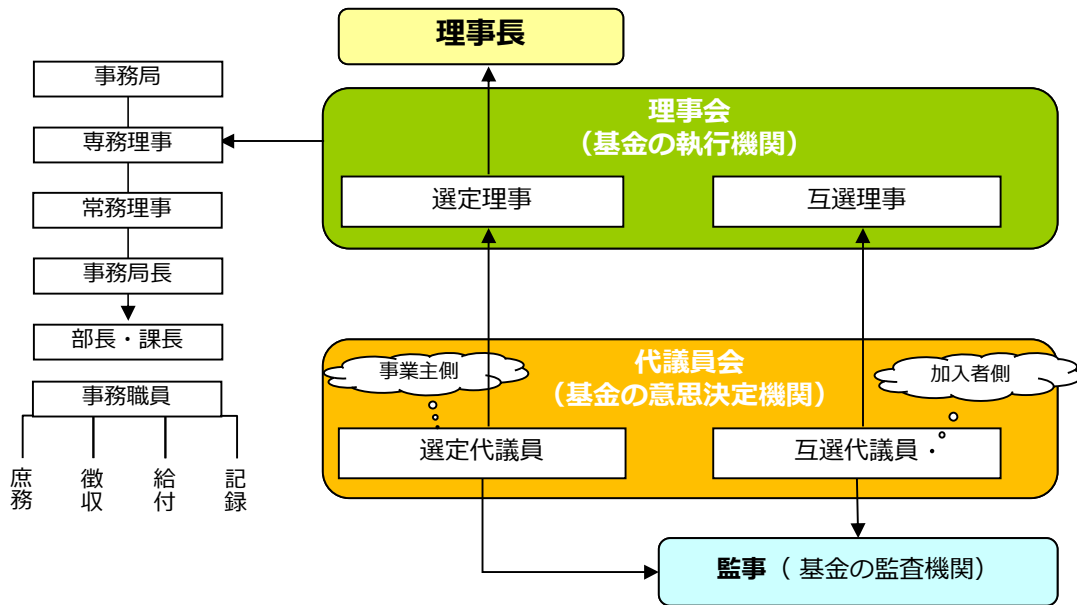 理事長
事務局
専務理事
常務理事
事務局長
部長・課長
事務職員
庶務
徴収
給付
記録
理事会
（基金の執行機関）
選定理事
互選理事
代議員会
（基金の意思決定機関）
事業主側
加入者側
選定代議員
互選代議員・
監事（ 基金の監査機関）